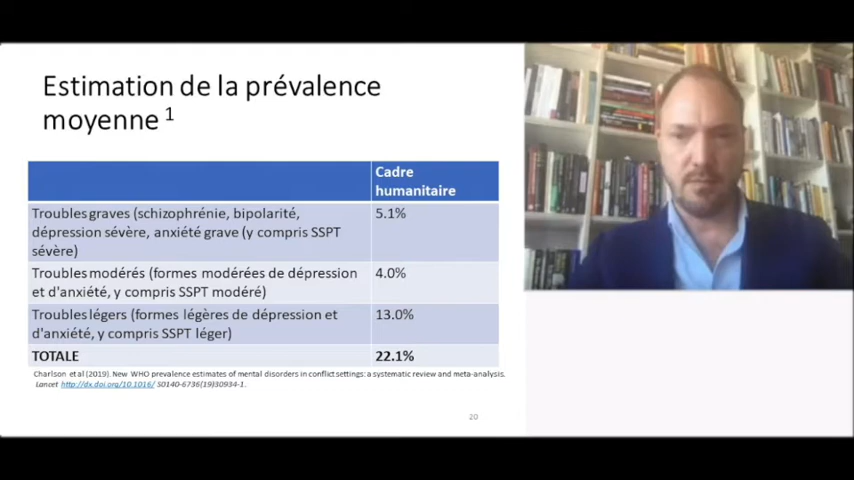 Estimation de la prévalence
moyenne ¹
Cadre
humanitaire
Troubles graves (schizophrénie, bipolarité,
dépression sévère, anxiété grave (y compris SSPT
sévère)
5.1%
Troubles modérés (formes modérées de dépression
et d'anxiété, y compris SSPT modéré)
4.0%
Troubles légers (formes légères de dépression et
d'anxiété, y compris SSPT léger)
13.0%
TOTALE
22.1%
Charlson et al (2019). New WHO prevalence estimates of mental disorders in conflict settings: a systematic review and meta-analysis.
Lancet http://dx.doi.org/10.1016/ S0140-6736(19)30934-1.
20